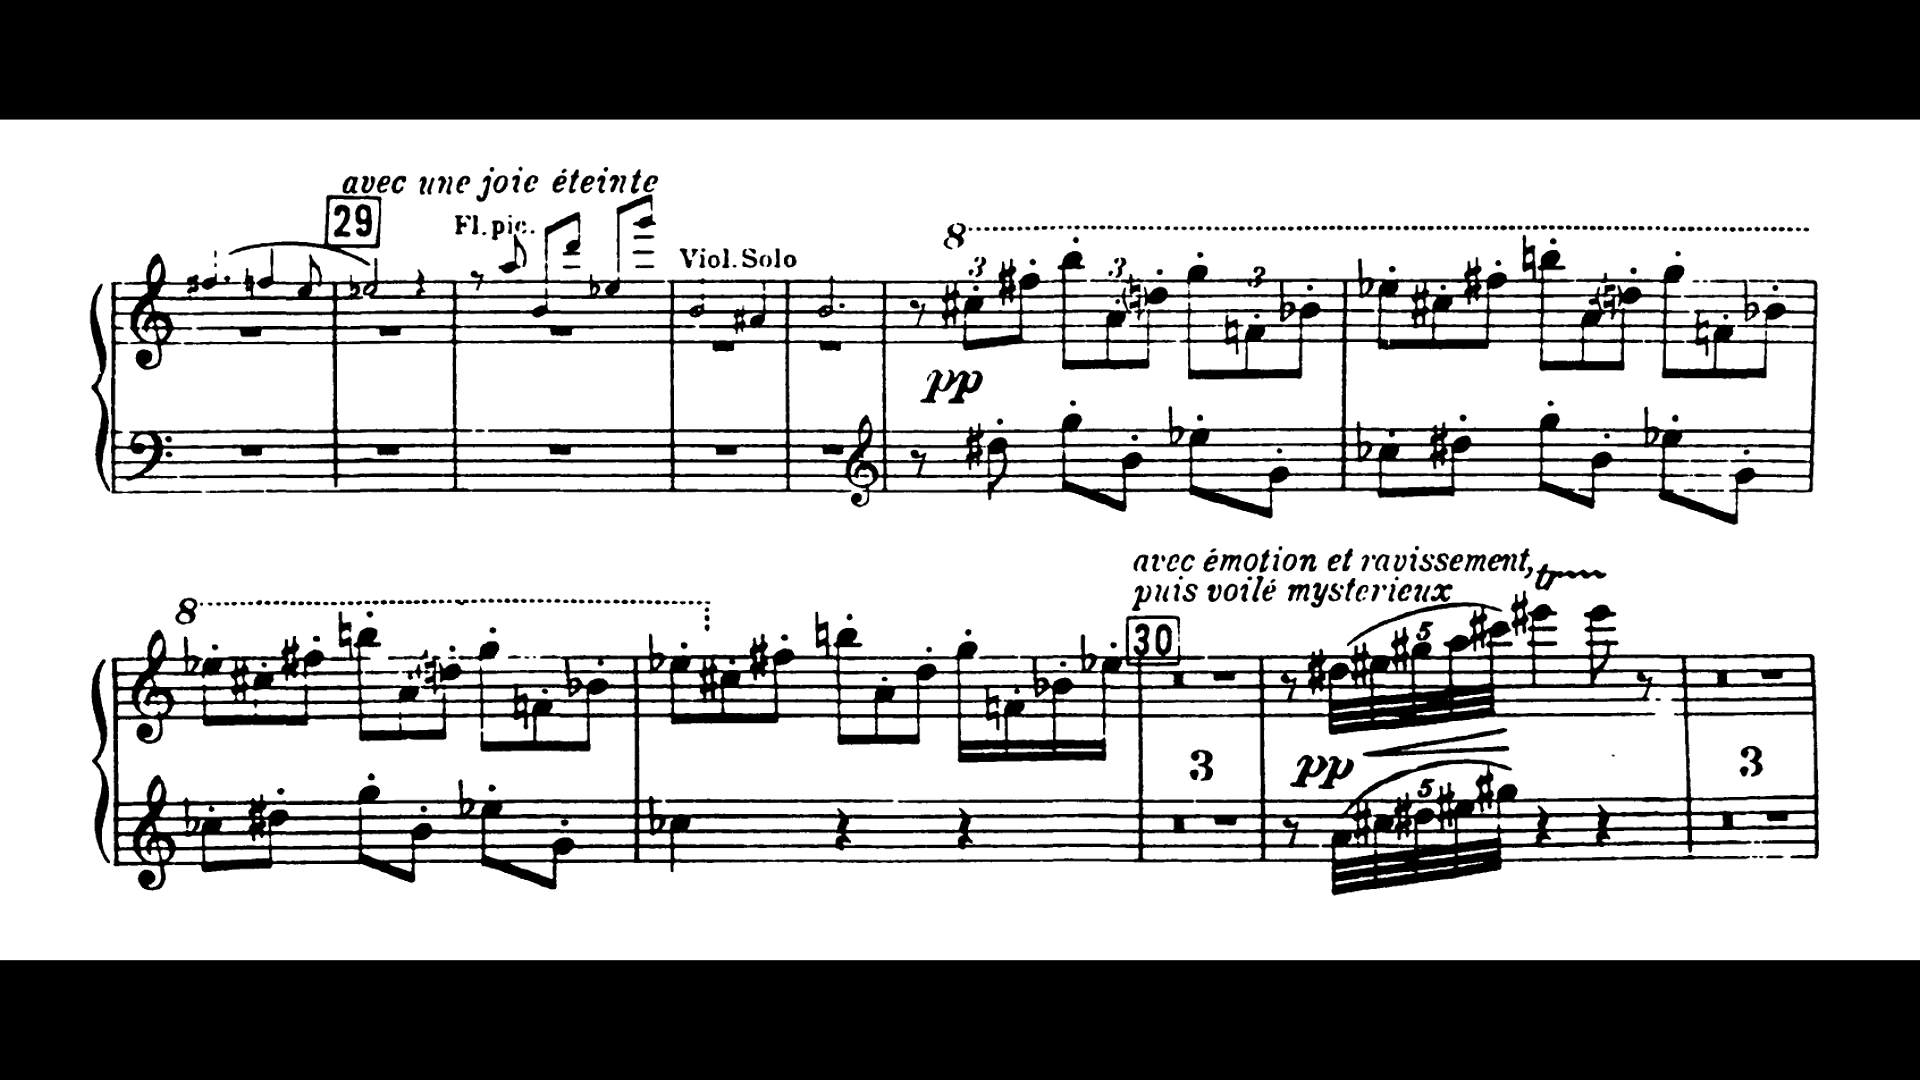 avec une joie éteinte
29
Fl. pic.
Viol. Solo
8
3 3 3
pp
8
avec émotion et ravissement,
puis voilé mysterieux
tr
30
5
3
pp
3
5